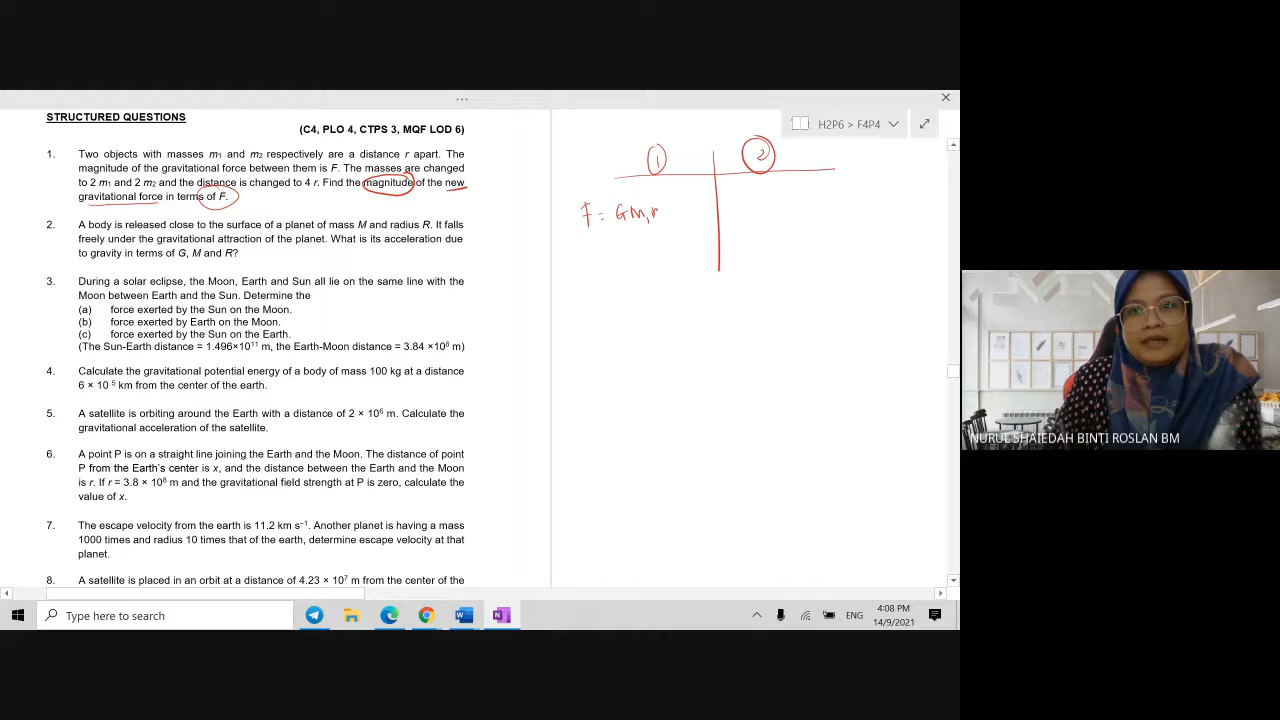 STRUCTURED QUESTIONS
(C4, PLO 4, CTPS 3, MQF LOD 6)
1. Two objects with masses m1 and m2 respectively are a distance r apart. The
magnitude of the gravitational force between them is F. The masses are changed
to 2 m1 and 2 m2 and the distance is changed to 4 r. Find the magnitude of the new
gravitational force in terms of F.
2. A body is released close to the surface of a planet of mass M and radius R. It falls
freely under the gravitational attraction of the planet. What is its acceleration due
to gravity in terms of G, M and R?
3. During a solar eclipse, the Moon, Earth and Sun all lie on the same line with the
Moon between Earth and the Sun. Determine the
(a) force exerted by the Sun on the Moon.
(b) force exerted by Earth on the Moon.
(c) force exerted by the Sun on the Earth.
(The Sun-Earth distance = 1.496×10¹¹ m, the Earth-Moon distance = 3.84 ×10⁸ m)
4. Calculate the gravitational potential energy of a body of mass 100 kg at a distance
6 × 10 ⁵ km from the center of the earth.
5. A satellite is orbiting around the Earth with a distance of 2 × 10⁶ m. Calculate the
gravitational acceleration of the satellite.
6. A point P is on a straight line joining the Earth and the Moon. The distance of point
P from the Earth's center is x, and the distance between the Earth and the Moon
is r. If r = 3.8 × 10⁸ m and the gravitational field strength at P is zero, calculate the
value of x.
7. The escape velocity from the earth is 11.2 km s⁻¹. Another planet is having a mass
1000 times and radius 10 times that of the earth, determine escape velocity at that
planet.
8. A satellite is placed in an orbit at a distance of 4.23 × 10⁷ m from the center of the
H2P6 > F4P4
1 2
F = Gm,r
NURUL SHAIEDAH BINTI ROSLAN BM
Type here to search
ENG
4:08 PM
14/9/2021